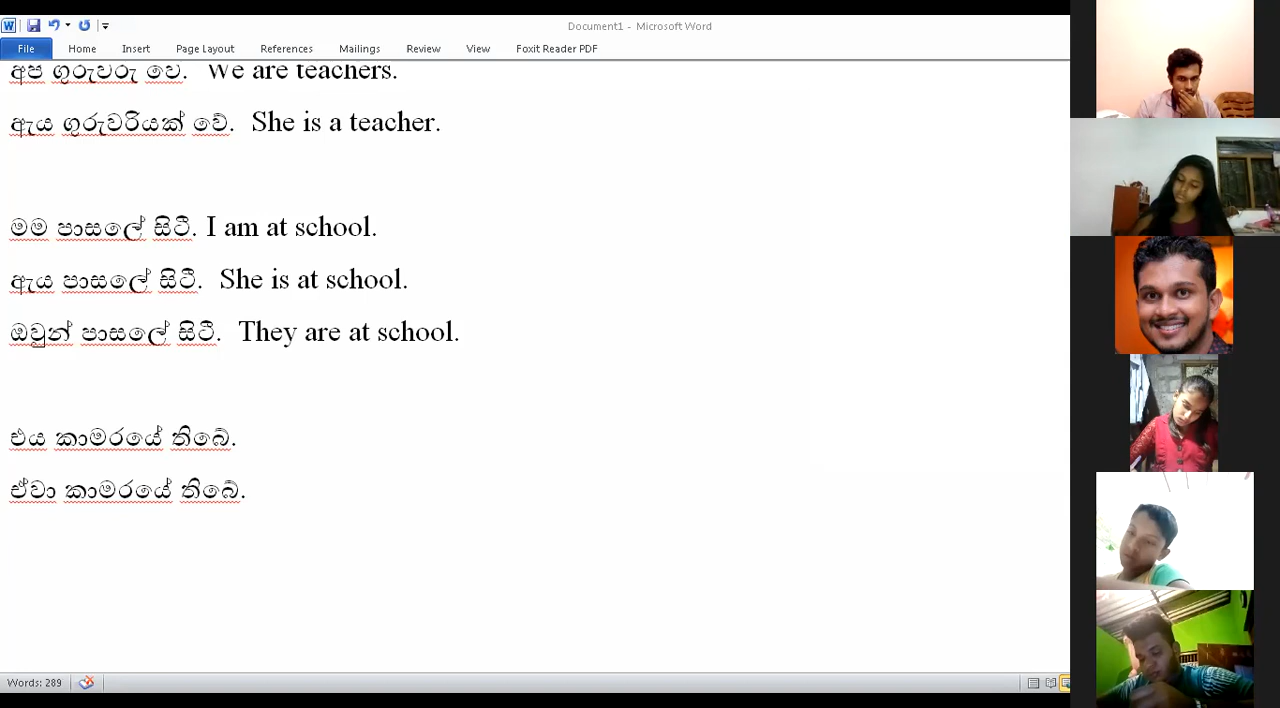 Document1 - Microsoft Word
File Home Insert Page Layout References Mailings Review View Foxit Reader PDF
අප ගුරුවරු වෙ. We are teachers.
ඇය ගුරුවරියක් වේ. She is a teacher.
මම පාසලේ සිටී. I am at school.
ඇය පාසලේ සිටී. She is at school.
ඔවුන් පාසලේ සිටී. They are at school.
එය කාමරයේ තිබේ.
ඒවා කාමරයේ තිබේ.
Words: 289